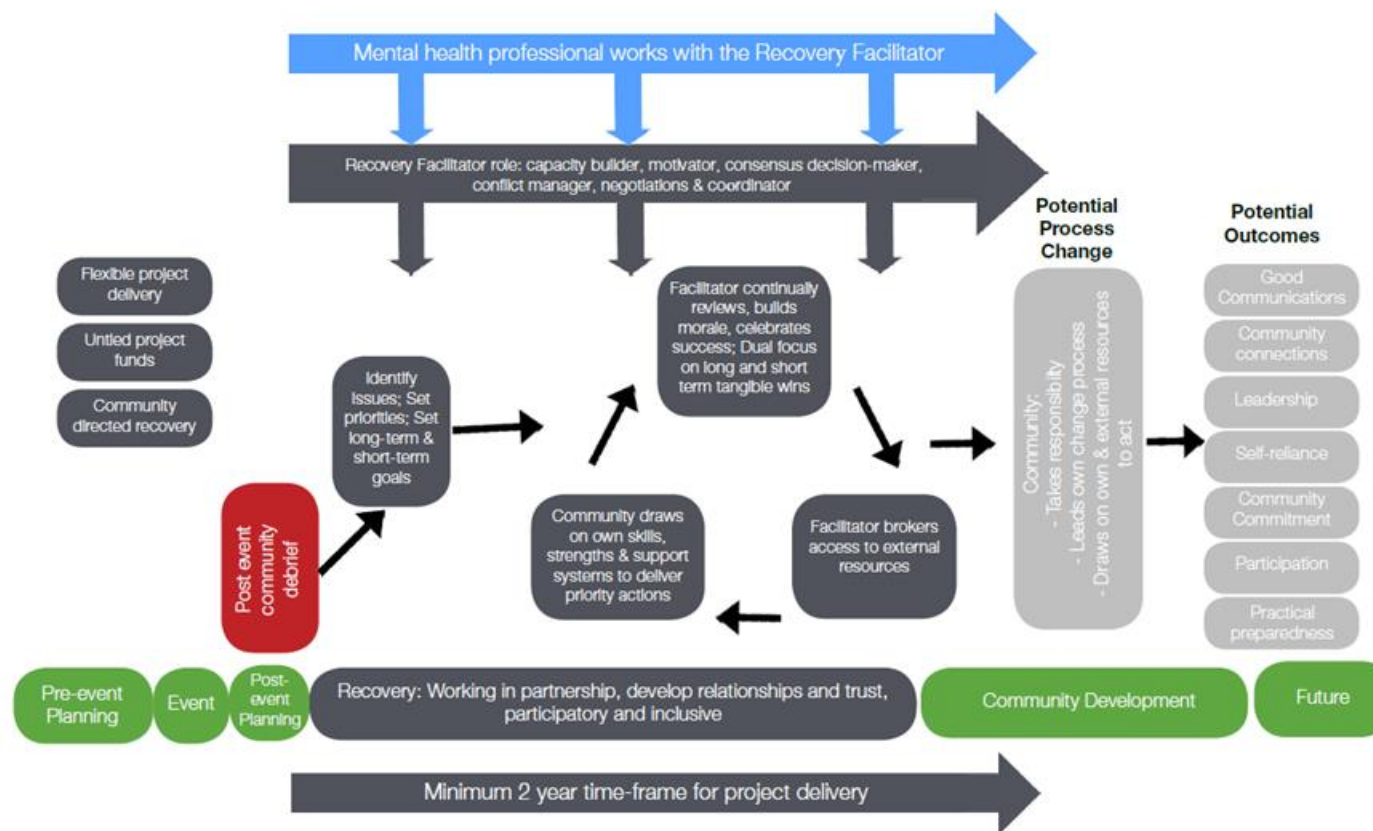 Mental health professional works with the Recovery Facilitator
Recovery Facilitator role: capacity builder, motivator, consensus decision-maker,
conflict manager, negotiations & coordinator
Flexible project
delivery
Untied project
funds
Community
directed recovery
Post event
community
debrief
Identify
issues; Set
priorities; Set
long-term &
short-term
goals
Facilitator continually
reviews, builds
morale, celebrates
success; Dual focus
on long and short
term tangible wins
Community draws
on own skills,
strengths & support
systems to deliver
priority actions
Facilitator brokers
access to external
resources
Potential
Process
Change
Community:
- Takes responsibility
- Leads own change process
- Draws on own & external resources
to act
Potential
Outcomes
Good
Communications
Community
connections
Leadership
Self-reliance
Community
Commitment
Participation
Practical
preparedness
Pre-event
Planning
Event
Post-
event
Planning
Recovery: Working in partnership, develop relationships and trust,
participatory and inclusive
Community Development
Future
Minimum 2 year time-frame for project delivery